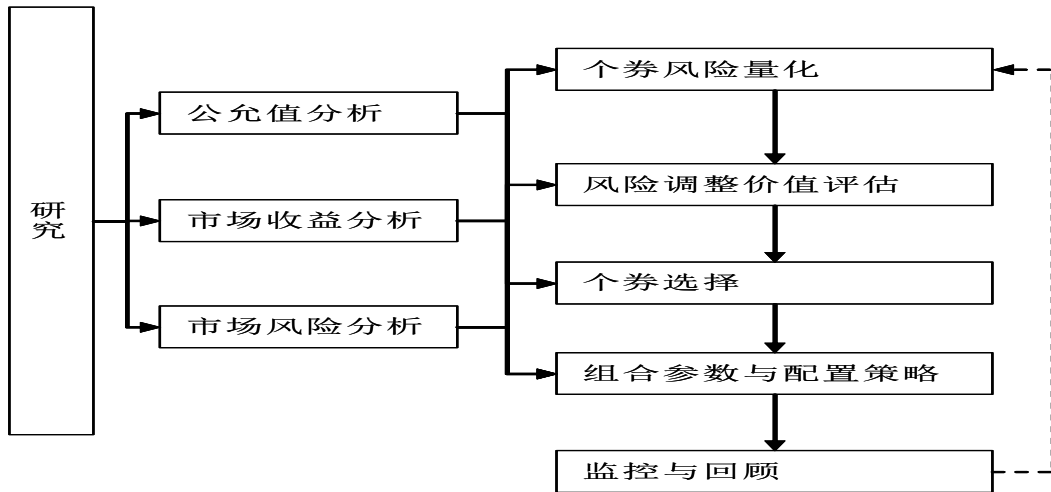 研
究
公允值分析
市场收益分析
市场风险分析
个券风险量化
风险调整价值评估
个券选择
组合参数与配置策略
监控与回顾